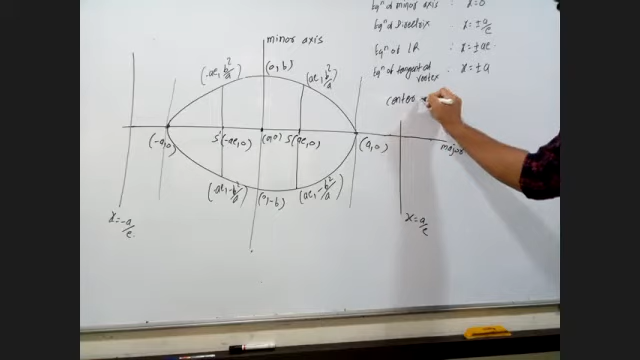 Eqⁿ of minor axis : x=0
Eqⁿ of Directrix : x=±a/e
Eqⁿ of LR : x=±ae
Eqⁿ of tangent at vertex : x=±a
center
minor axis
(0,b)
(-ae, b²/a)
(ae, b²/a)
(-a,0)
S'(-ae,0)
(0,0)
S(ae,0)
(a,0)
major
(-ae,-b²/a)
(0,-b)
(ae,-b²/a)
x=-a/e
x=a/e